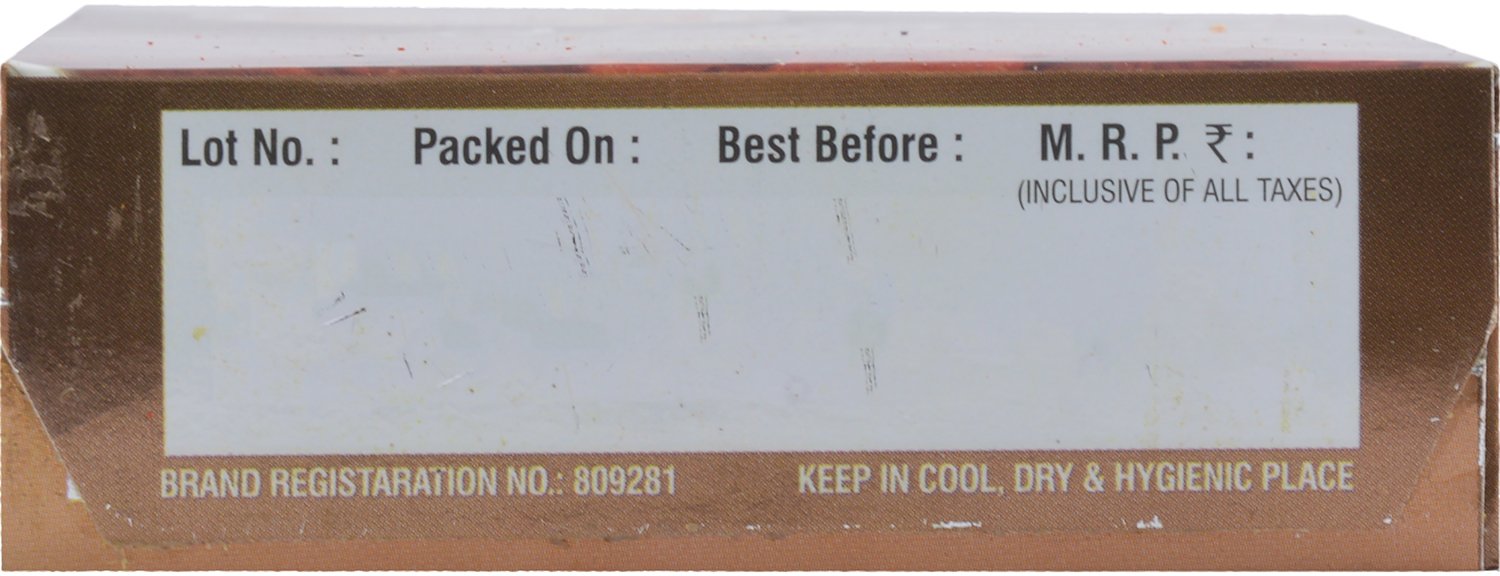 Lot No. : Packed On : Best Before : M. R. P. ₹ :
(INCLUSIVE OF ALL TAXES)
BRAND REGISTARATION NO.: 809281 KEEP IN COOL, DRY & HYGIENIC PLACE